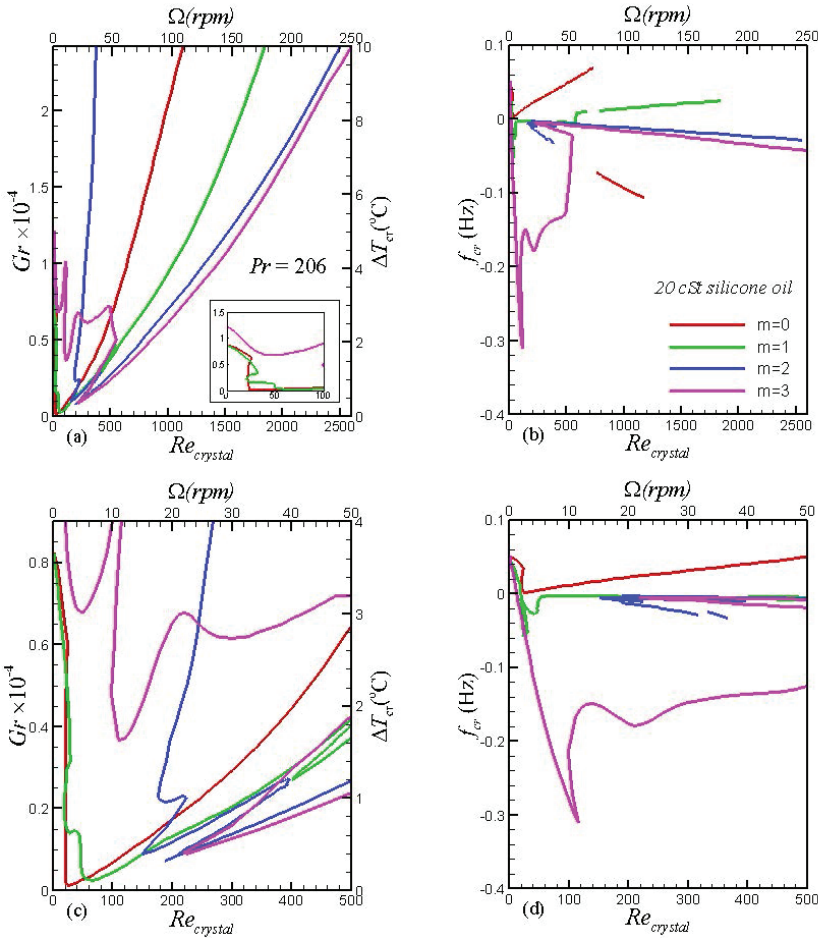 Ω(rpm)
0 50 100 150 200 250
Gr ×10⁻⁴
2
1.5
1
0.5
0
10
8
6
4
2
0
ΔT_cr(°C)
Pr = 206
1.5
1
0.5
0
50 100
(a)
0 500 1000 1500 2000 2500
Re_crystal
Ω(rpm)
0 50 100 150 200 250
f_cr (Hz)
0.1
0
-0.1
-0.2
-0.3
-0.4
20 cSt silicone oil
m=0
m=1
m=2
m=3
(b)
0 500 1000 1500 2000 2500
Re_crystal
Ω(rpm)
0 10 20 30 40 50
Gr ×10⁻⁴
0.8
0.6
0.4
0.2
0
4
3
2
1
0
ΔT_cr(°C)
(c)
0 100 200 300 400 500
Re_crystal
Ω(rpm)
0 10 20 30 40 50
f_cr (Hz)
0.1
0
-0.1
-0.2
-0.3
-0.4
(d)
0 100 200 300 400 500
Re_crystal